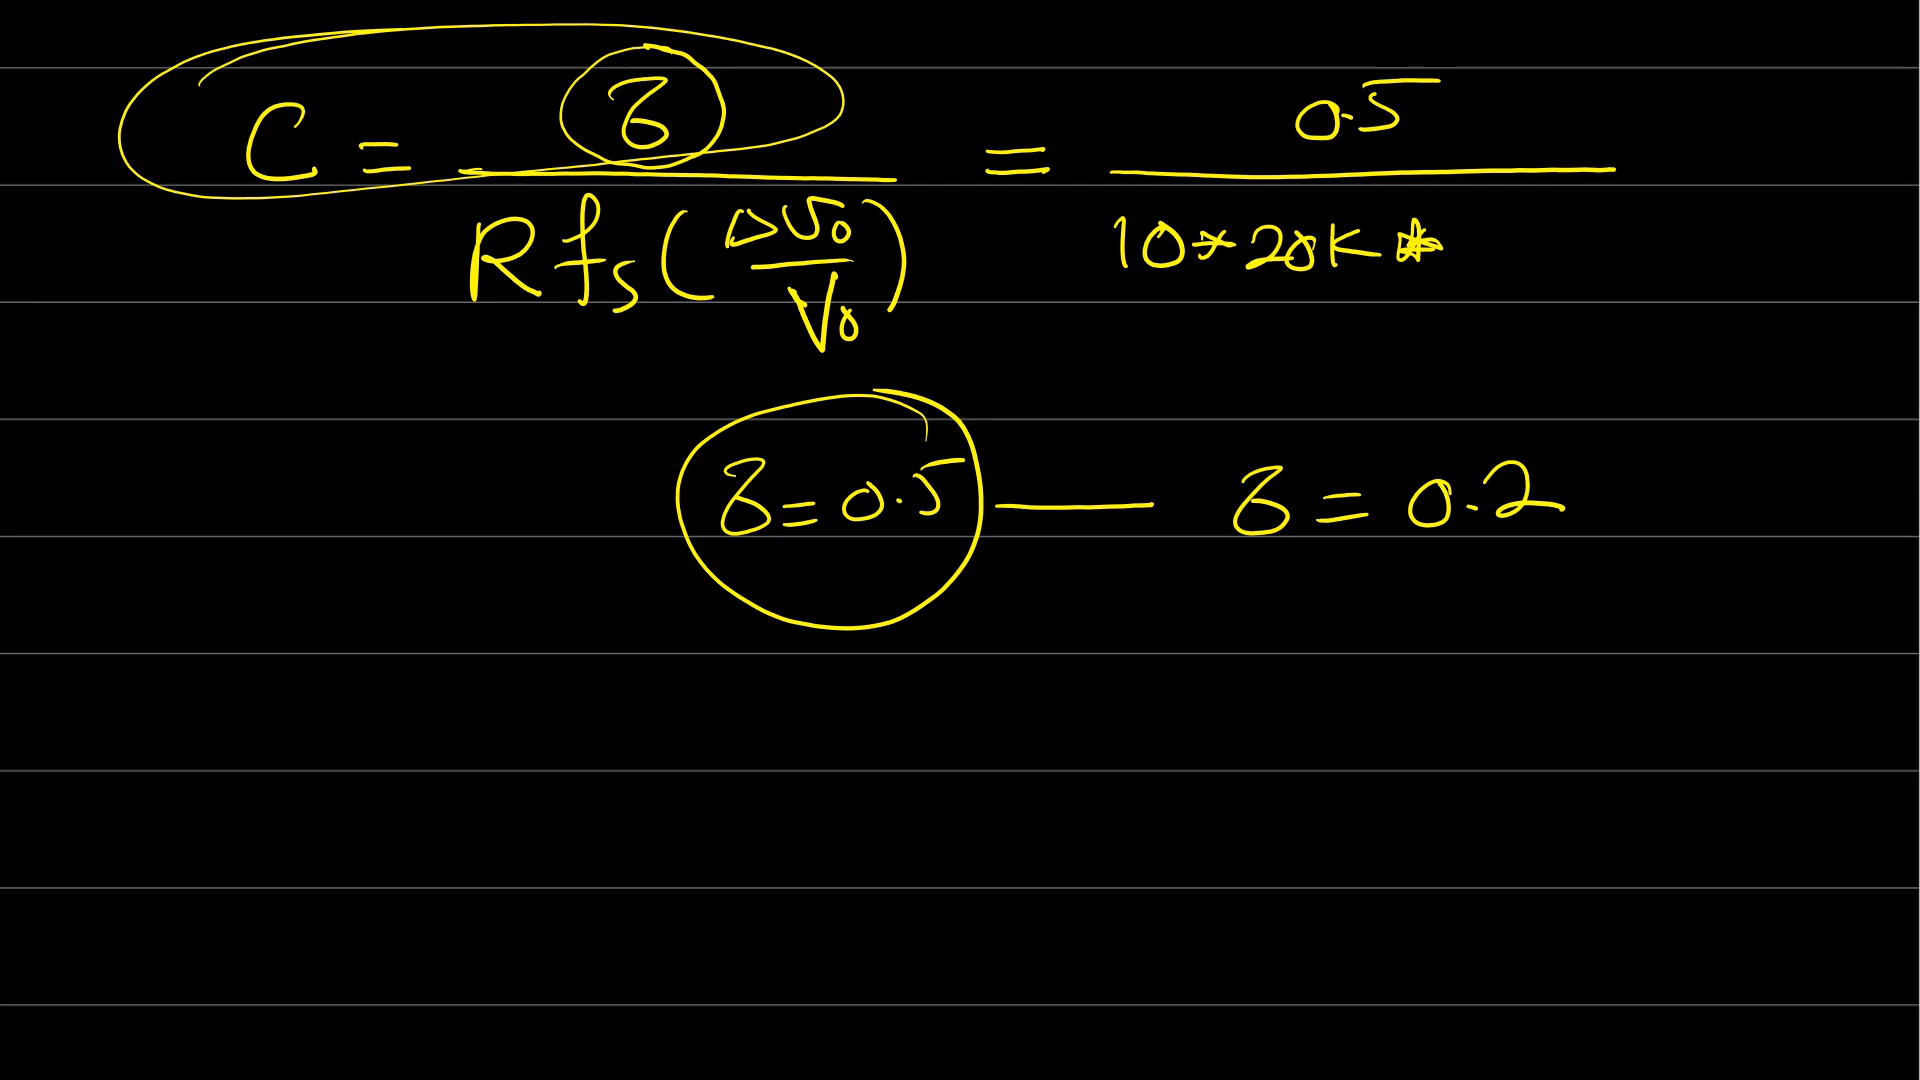 C = δ / (R fs (ΔVo / Vo)) = 0.5 / (10 * 20K *
δ = 0.5 — δ = 0.2